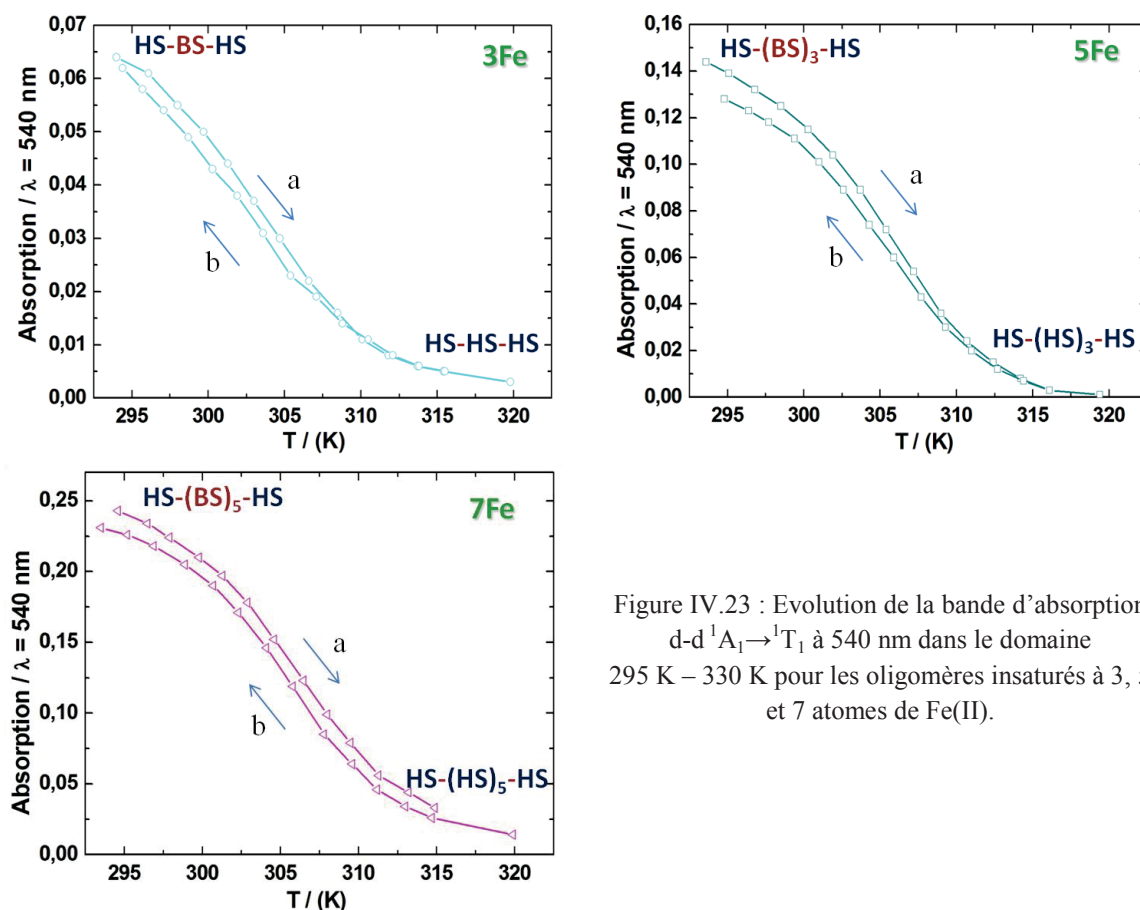 HS-BS-HS
3Fe
0,07
0,06
0,05
0,04
0,03
0,02
0,01
0,00
Absorption / λ = 540 nm
a
b
HS-HS-HS
295 300 305 310 315 320
T / (K)
HS-(BS)₃-HS
5Fe
0,16
0,14
0,12
0,10
0,08
0,06
0,04
0,02
0,00
Absorption / λ = 540 nm
a
b
HS-(HS)₃-HS
295 300 305 310 315 320
T / (K)
HS-(BS)₅-HS
7Fe
0,25
0,20
0,15
0,10
0,05
0,00
Absorption / λ = 540 nm
a
b
HS-(HS)₅-HS
295 300 305 310 315 320
T / (K)
Figure IV.23 : Evolution de la bande d’absorption
d-d ¹A₁→¹T₁ à 540 nm dans le domaine
295 K – 330 K pour les oligomères insaturés à 3,
et 7 atomes de Fe(II).